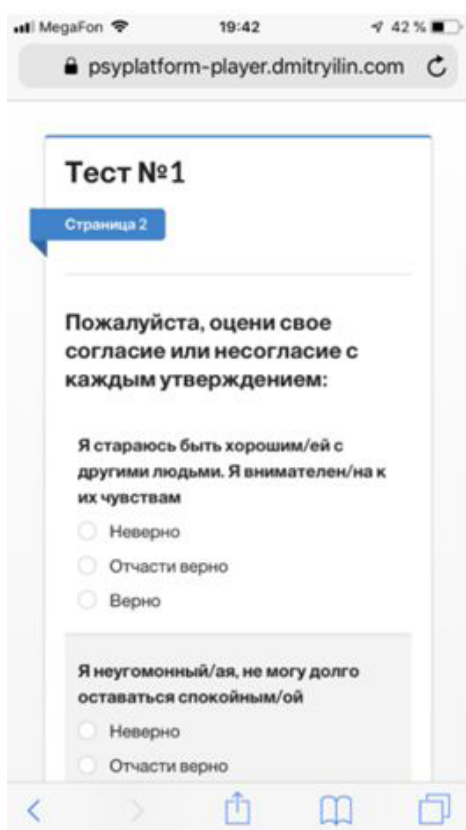 MegaFon 19:42 42 %
psyplatform-player.dmitryilin.com
Тест №1
Страница 2
Пожалуйста, оцени свое
согласие или несогласие с
каждым утверждением:
Я стараюсь быть хорошим/ей с
другими людьми. Я внимателен/на к
их чувствам
Неверно
Отчасти верно
Верно
Я неугомонный/ая, не могу долго
оставаться спокойным/ой
Неверно
Отчасти верно